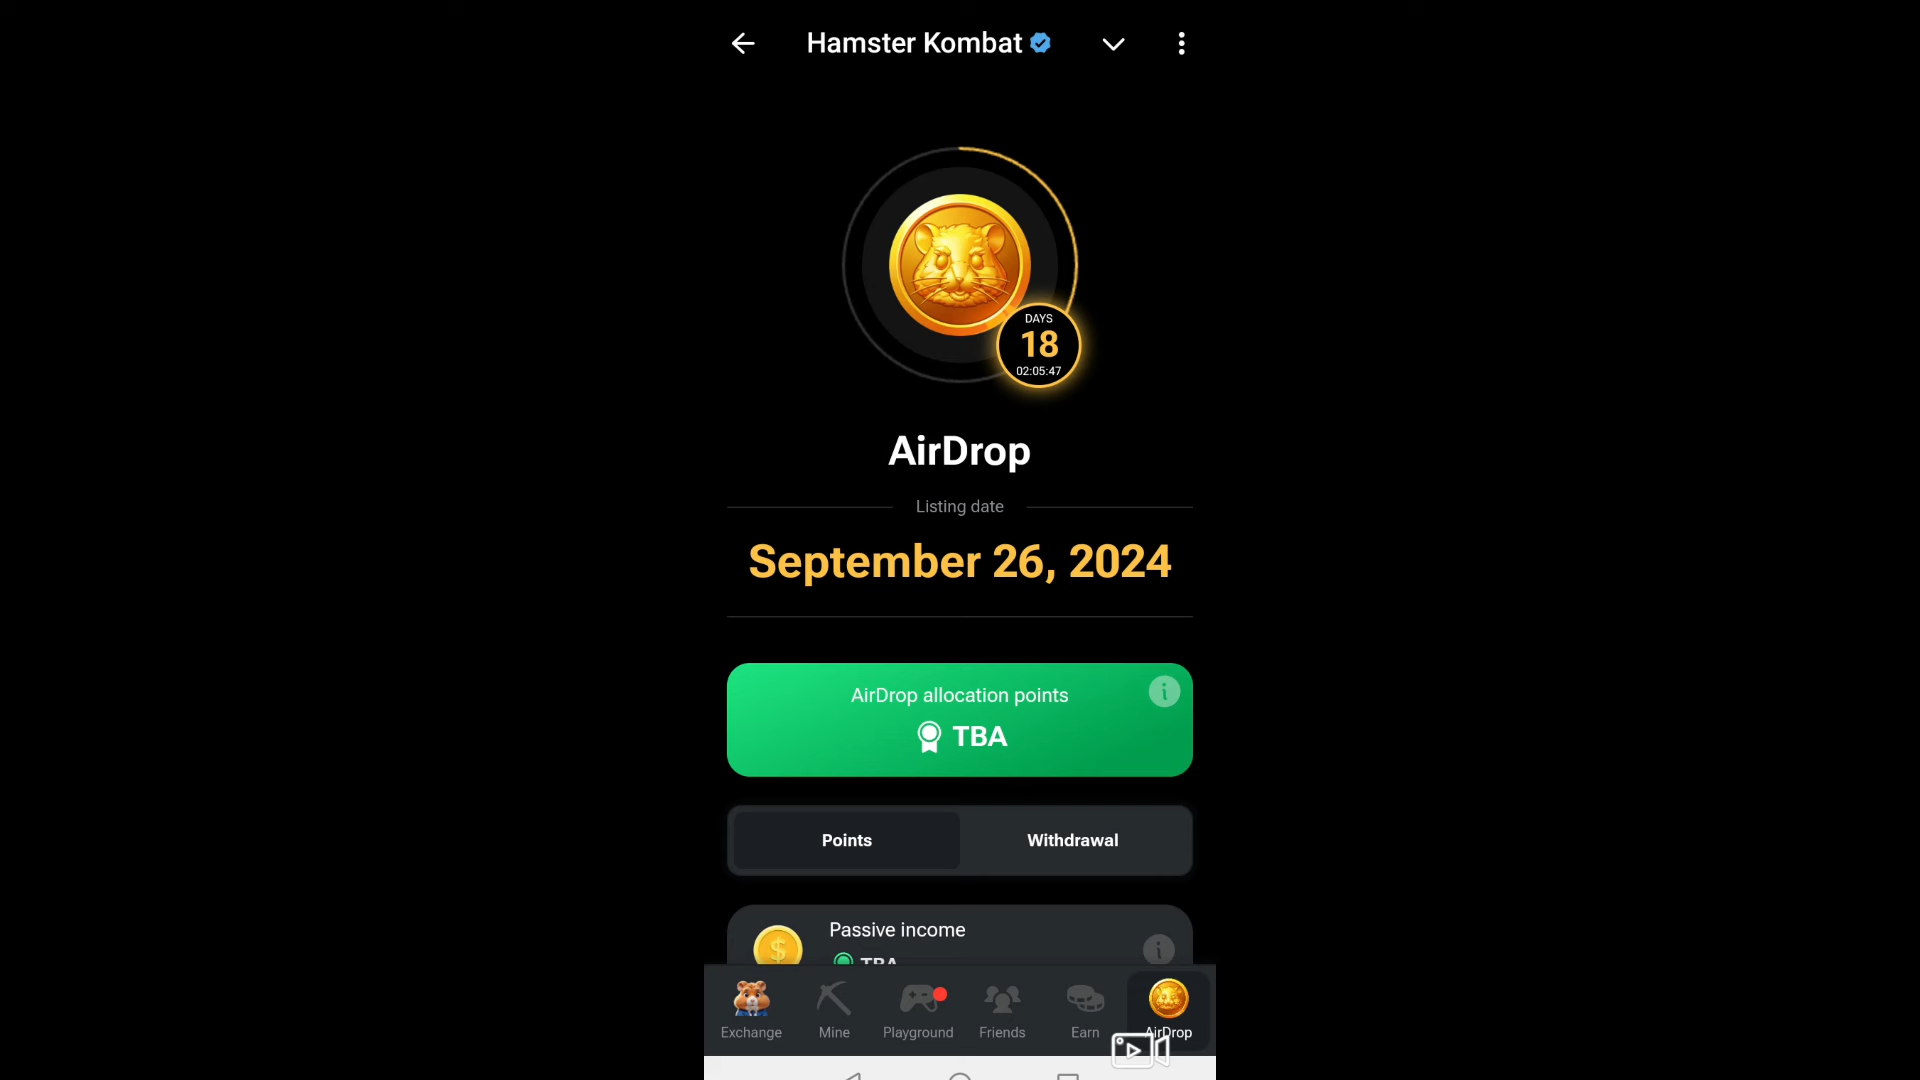 Hamster Kombat
DAYS
18
02:05:47
AirDrop
Listing date
September 26, 2024
AirDrop allocation points
TBA
Points
Withdrawal
Passive income
TBA
Exchange
Mine
Playground
Friends
Earn
AirDrop